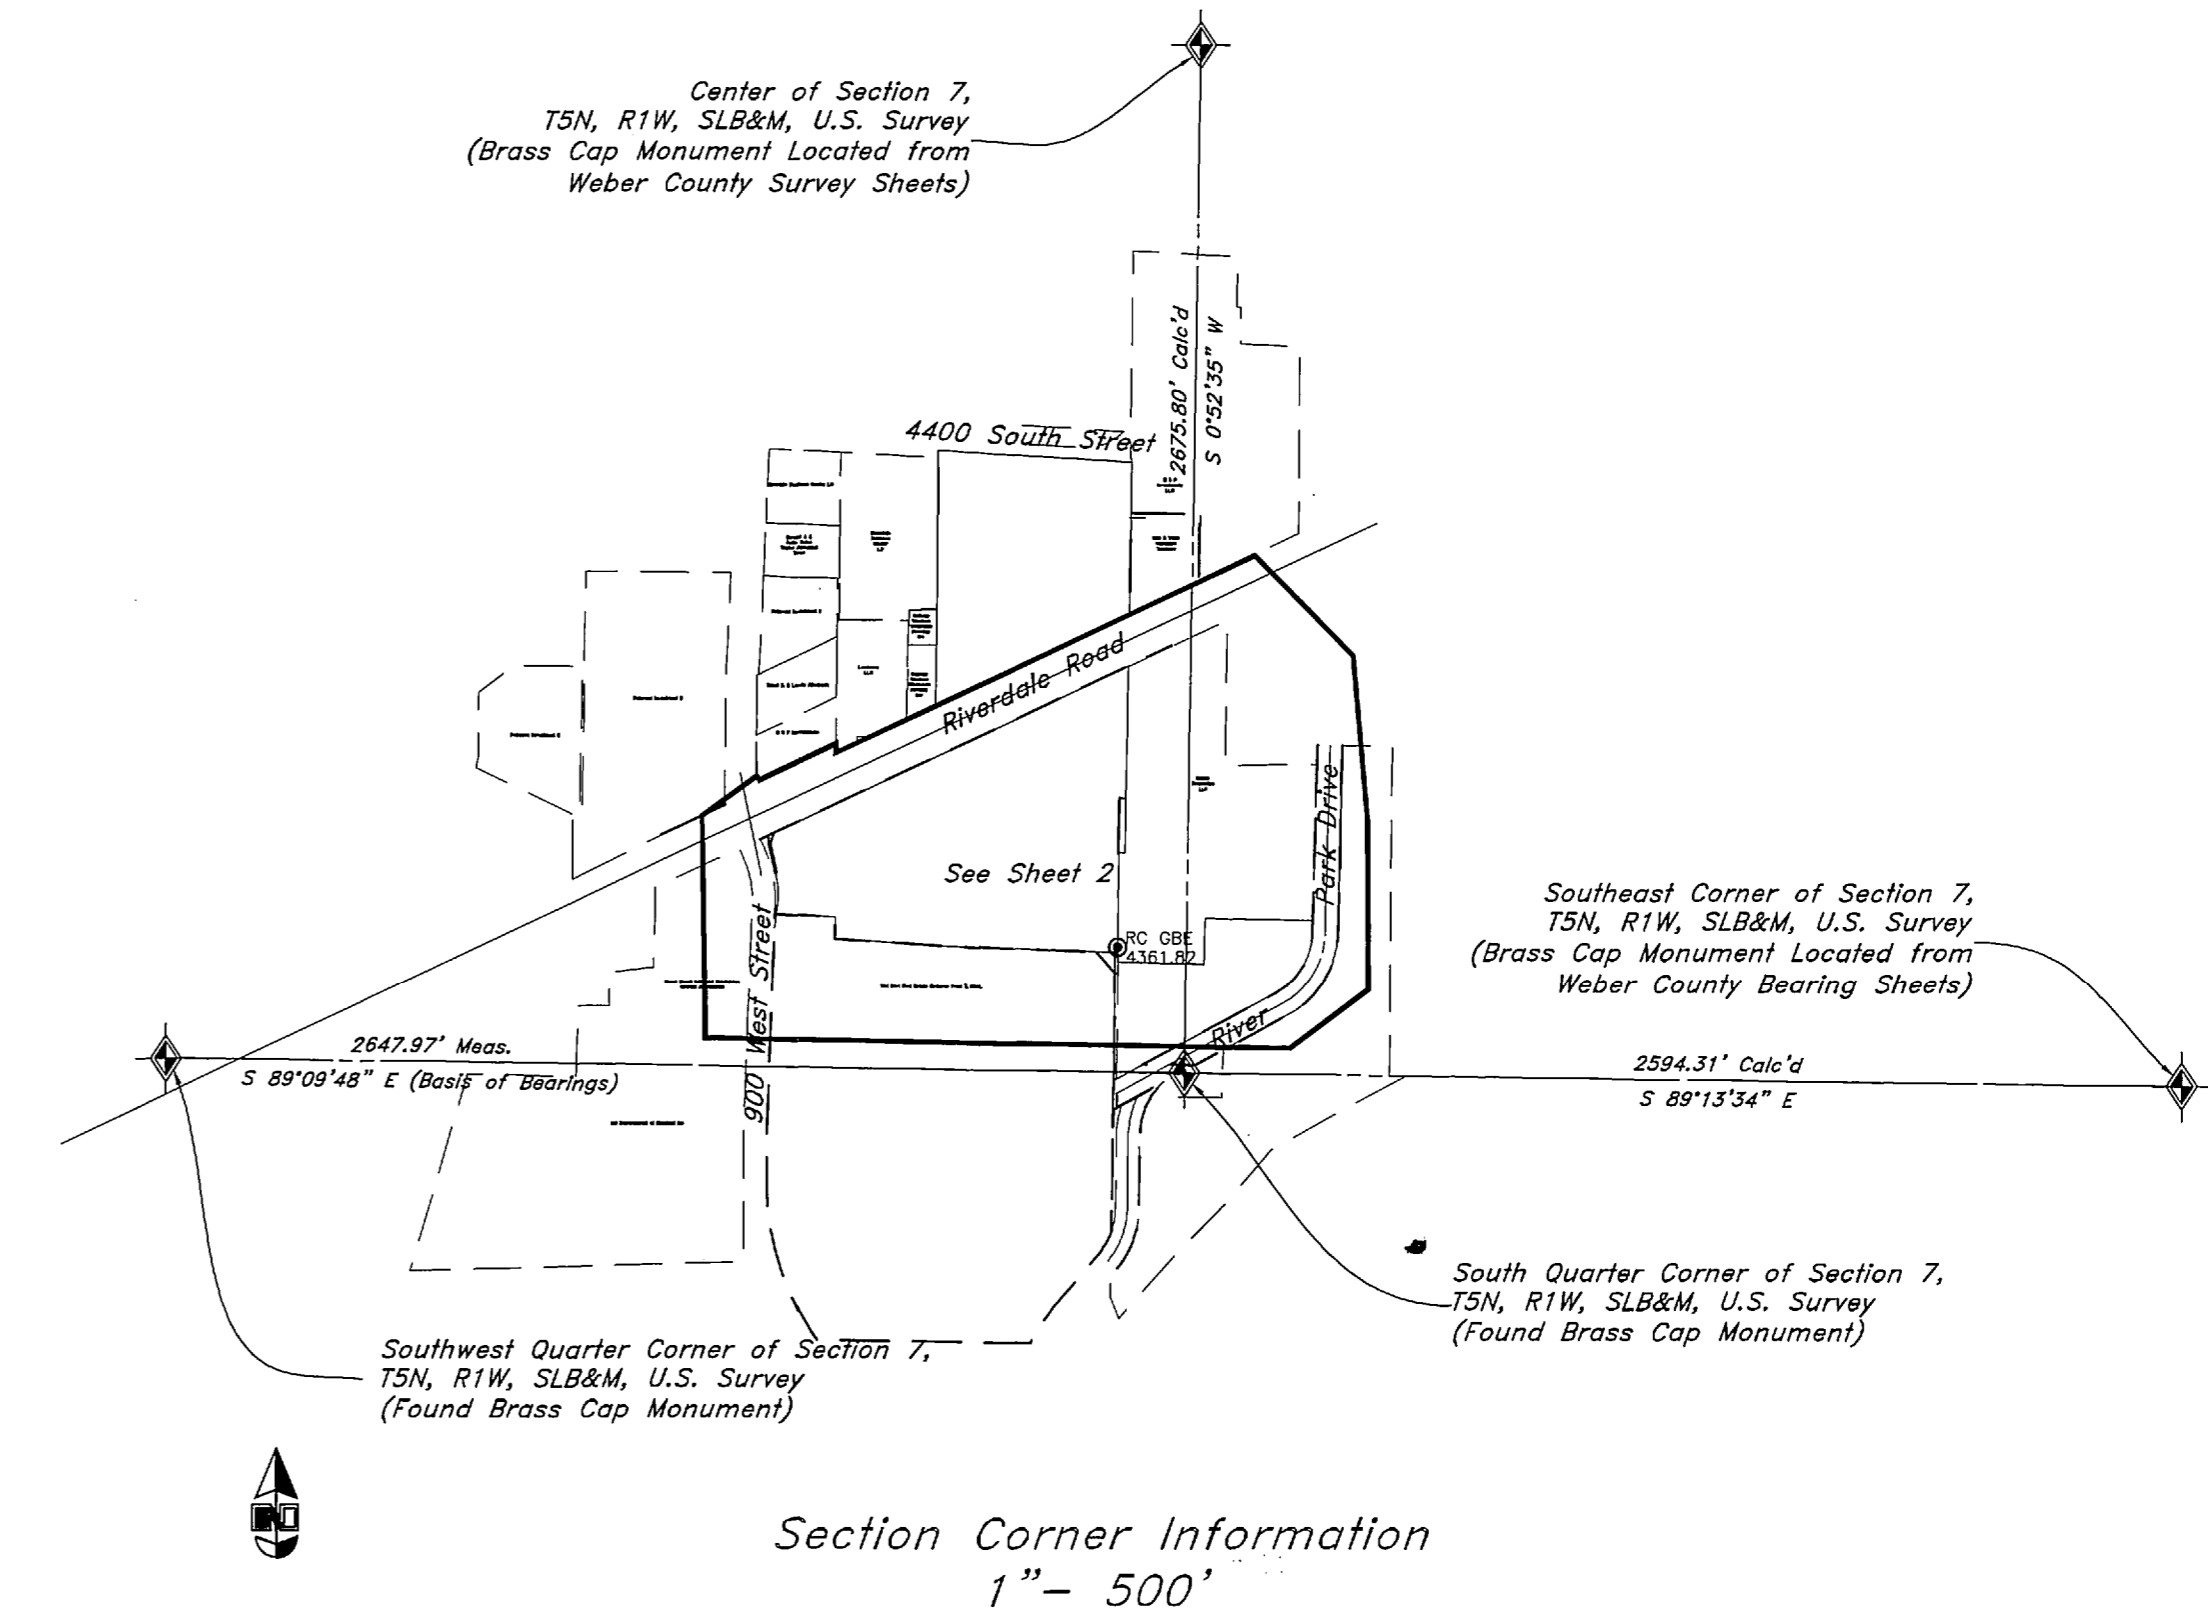 Center of Section 7,
T5N, R1W, SLB&M, U.S. Survey
(Brass Cap Monument Located from
Weber County Survey Sheets)
2675.80' Calc'd
S 0°52'35" W
4400 South Street
Riverdale Road
Park Drive
See Sheet 2
RC GBE
4361.82
900 West Street
River
Southeast Corner of Section 7,
T5N, R1W, SLB&M, U.S. Survey
(Brass Cap Monument Located from
Weber County Bearing Sheets)
2647.97' Meas.
S 89°09'48" E (Basis of Bearings)
2594.31' Calc'd
S 89°13'34" E
South Quarter Corner of Section 7,
T5N, R1W, SLB&M, U.S. Survey
(Found Brass Cap Monument)
Southwest Quarter Corner of Section 7,
T5N, R1W, SLB&M, U.S. Survey
(Found Brass Cap Monument)
Section Corner Information
1"- 500'